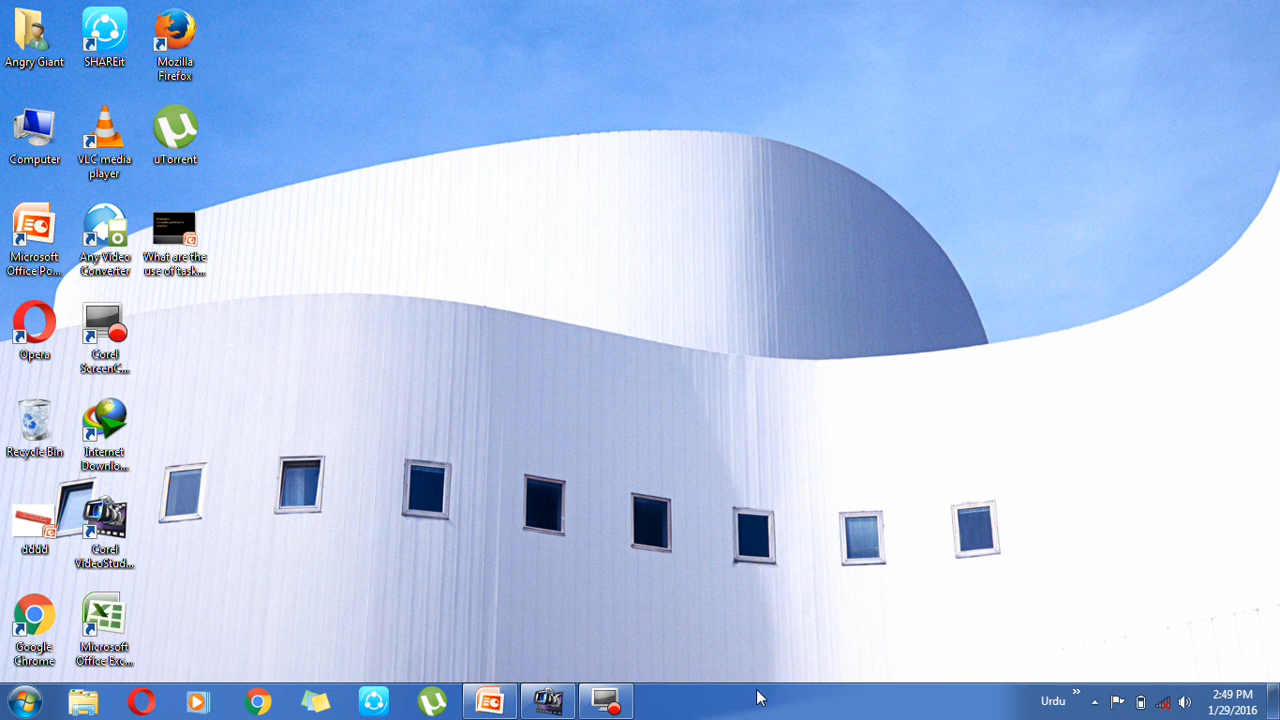 Angry Giant
SHAREit
Mozilla
Firefox
Computer
VLC media
player
uTorrent
Microsoft
Office Po...
Any Video
Converter
What are the
use of task...
Opera
Corel
ScreenC...
Recycle Bin
Internet
Downlo...
dddd
Corel
VideoStud...
Google
Chrome
Microsoft
Office Exc...
Urdu
2:49 PM
1/29/2016